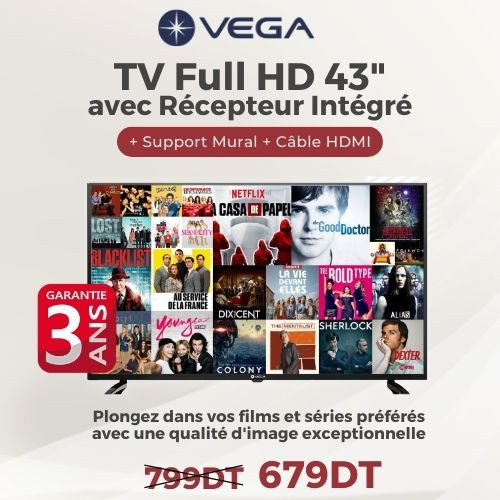 VEGA
TV Full HD 43"
avec Récepteur Intégré
+ Support Mural + Câble HDMI
NETFLIX
LA CASA DE PAPEL
the Good Doctor
LOST
SEX AND THE CITY
BLACKLIST
AU SERVICE
DE LA FRANCE
DIX POUR CENT
LA VIE
DEVANT
ELLES
THE BOLD TYPE
ALIAS
Younger
COLONY
THE MENTALIST
SHERLOCK
DEXTER
GARANTIE
3 ANS
VEGA
Plongez dans vos films et séries préférés
avec une qualité d'image exceptionnelle
799DT 679DT